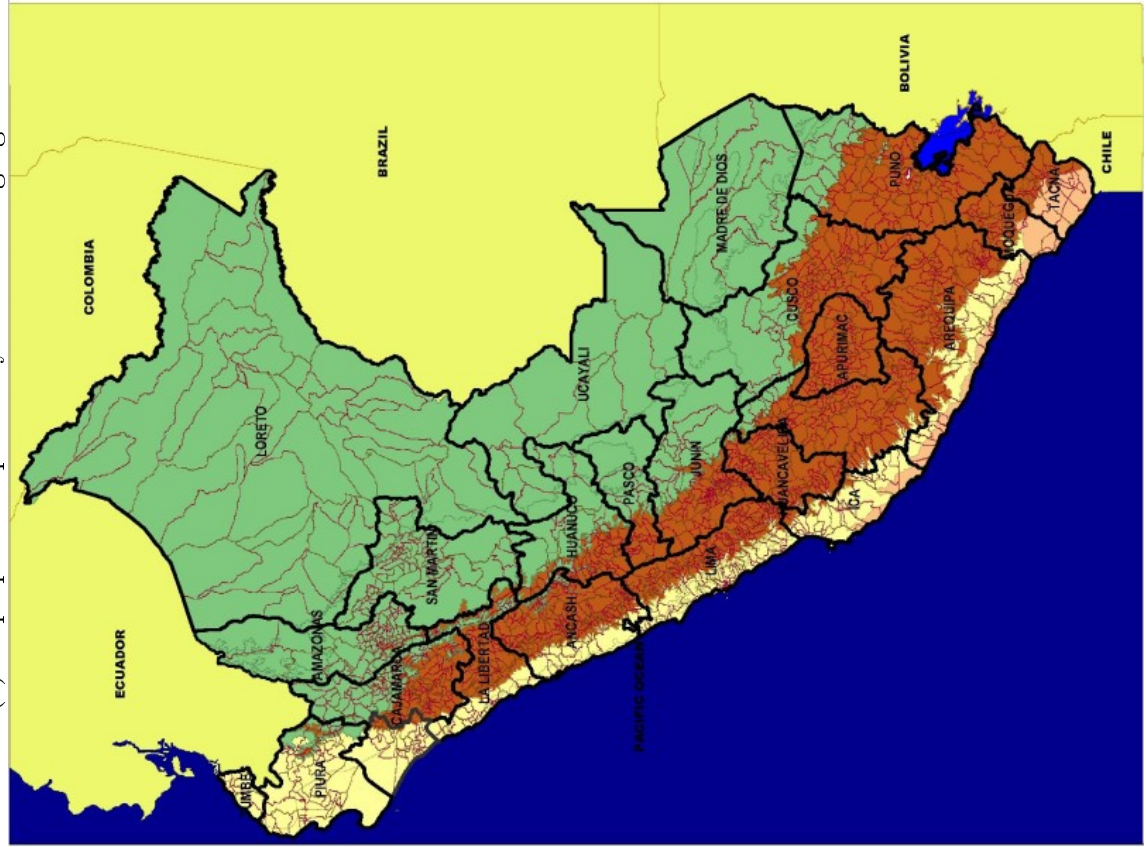 COLOMBIA
ECUADOR
LORETO
PIURA
AMAZONAS
BRAZIL
CAJAMARCA
SAN MARTIN
LA LIBERTAD
ANCASH
HUANUCO
UCAYALI
PASCO
PACIFIC OCEAN
JUNIN
LIMA
MADRE DE DIOS
CUSCO
APURIMAC
ICA
PUNO
BOLIVIA
AREQUIPA
TACNA
CHILE